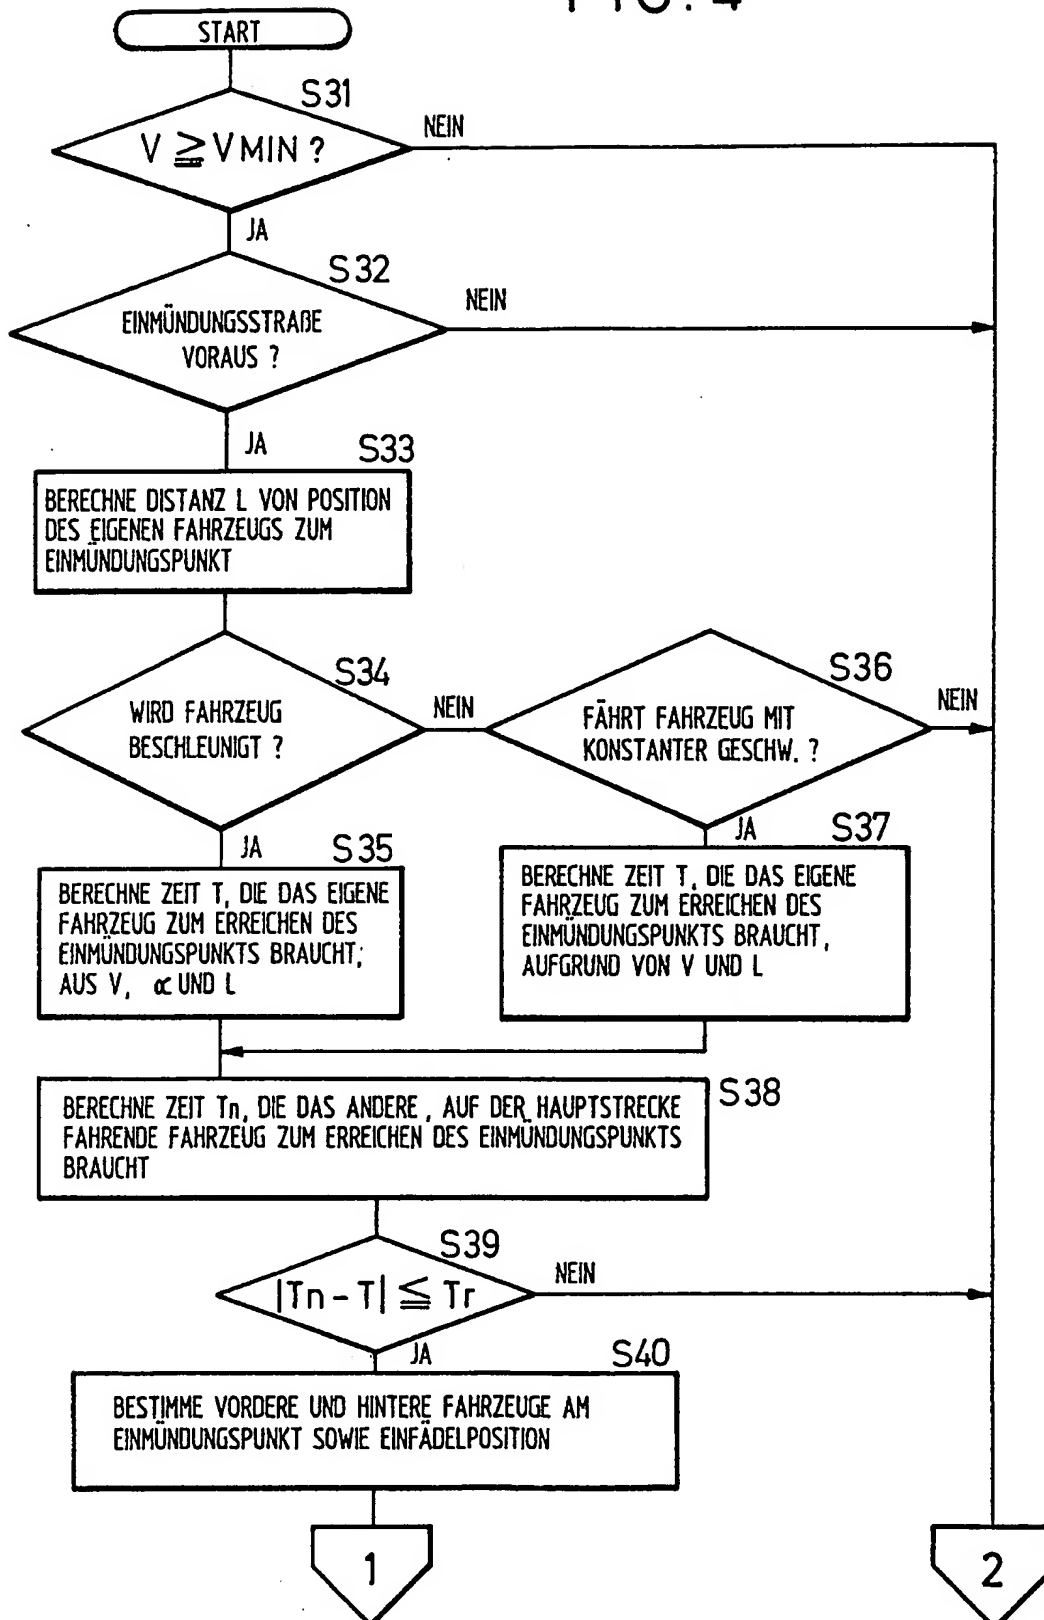 FIG. 4
START
S31
V ≧ VMIN ?
NEIN
JA
S32
EINMÜNDUNGSSTRAßE
VORAUS ?
NEIN
JA
S33
BERECHNE DISTANZ L VON POSITION
DES EIGENEN FAHRZEUGS ZUM
EINMÜNDUNGSPUNKT
S34
WIRD FAHRZEUG
BESCHLEUNIGT ?
NEIN
S36
FÄHRT FAHRZEUG MIT
KONSTANTER GESCHW. ?
NEIN
JA
S35
BERECHNE ZEIT T, DIE DAS EIGENE
FAHRZEUG ZUM ERREICHEN DES
EINMÜNDUNGSPUNKTS BRAUCHT;
AUS V, α UND L
JA
S37
BERECHNE ZEIT T, DIE DAS EIGENE
FAHRZEUG ZUM ERREICHEN DES
EINMÜNDUNGSPUNKTS BRAUCHT,
AUFGRUND VON V UND L
S38
BERECHNE ZEIT Tn, DIE DAS ANDERE, AUF DER HAUPTSTRECKE
FAHRENDE FAHRZEUG ZUM ERREICHEN DES EINMÜNDUNGSPUNKTS
BRAUCHT
S39
|Tn - T| ≦ Tr
NEIN
JA
S40
BESTIMME VORDERE UND HINTERE FAHRZEUGE AM
EINMÜNDUNGSPUNKT SOWIE EINFÄDELPOSITION
1
2